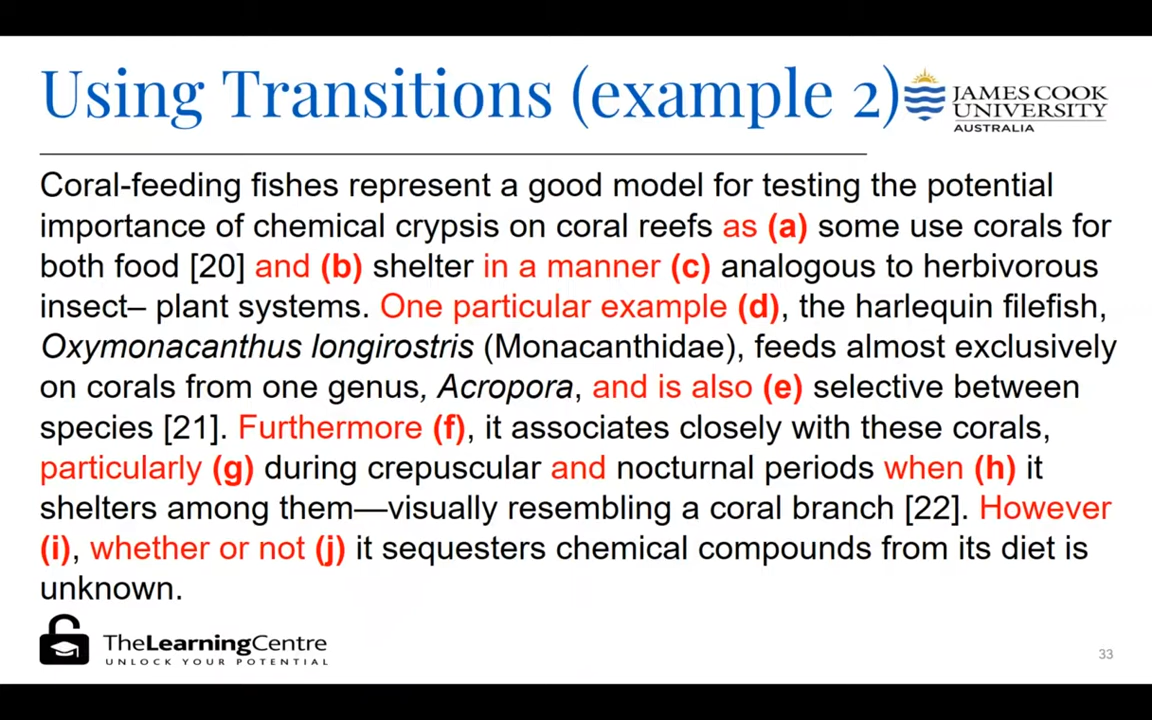 Using Transitions (example 2)
JAMES COOK
UNIVERSITY
AUSTRALIA
Coral-feeding fishes represent a good model for testing the potential
importance of chemical crypsis on coral reefs as (a) some use corals for
both food [20] and (b) shelter in a manner (c) analogous to herbivorous
insect– plant systems. One particular example (d), the harlequin filefish,
Oxymonacanthus longirostris (Monacanthidae), feeds almost exclusively
on corals from one genus, Acropora, and is also (e) selective between
species [21]. Furthermore (f), it associates closely with these corals,
particularly (g) during crepuscular and nocturnal periods when (h) it
shelters among them—visually resembling a coral branch [22]. However
(i), whether or not (j) it sequesters chemical compounds from its diet is
unknown.
TheLearningCentre
UNLOCK YOUR POTENTIAL
33